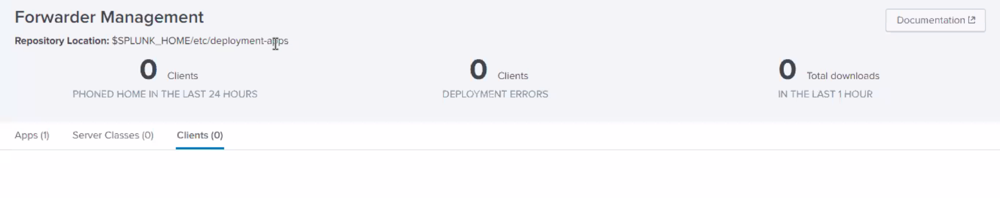 Forwarder Management
Documentation
Repository Location: $SPLUNK_HOME/etc/deployment-apps
0 Clients
PHONED HOME IN THE LAST 24 HOURS
0 Clients
DEPLOYMENT ERRORS
0 Total downloads
IN THE LAST 1 HOUR
Apps (1) Server Classes (0) Clients (0)